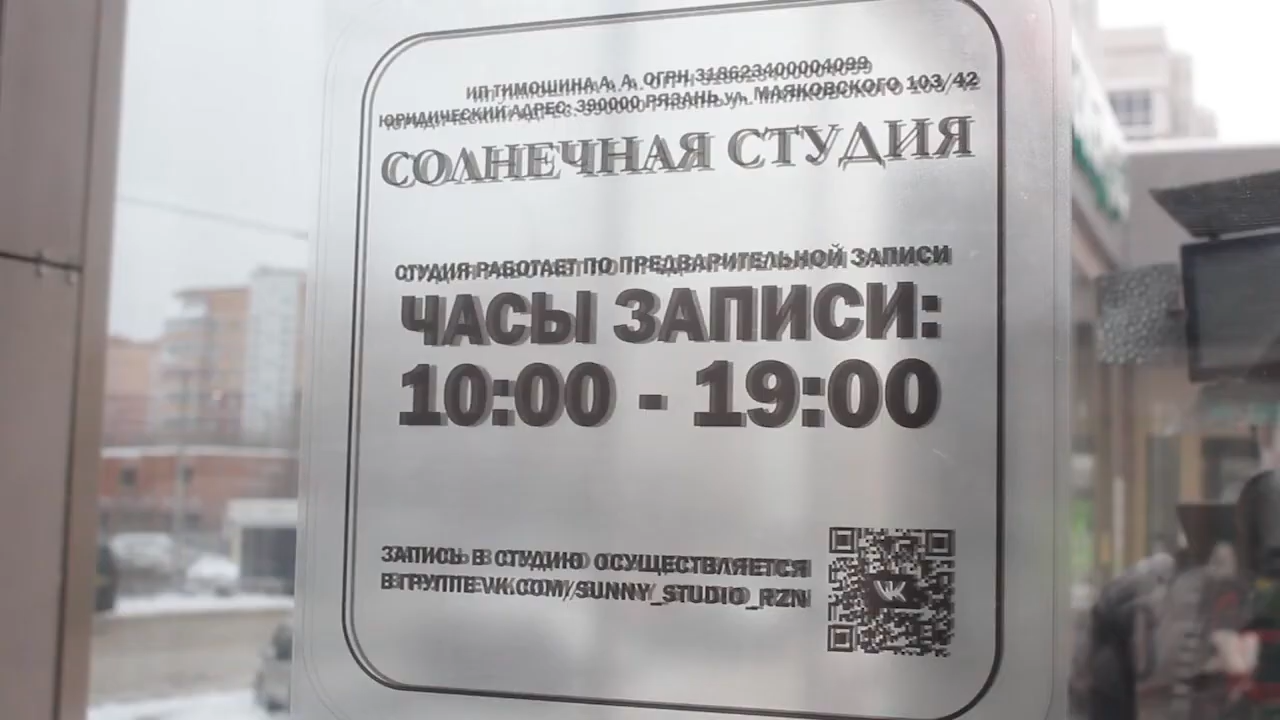 ИП ТИМОШИНА А. А. ОГРН 318623400004099
ЮРИДИЧЕСКИЙ АДРЕС: 390000 РЯЗАНЬ ул. МАЯКОВСКОГО 103/42
СОЛНЕЧНАЯ СТУДИЯ
СТУДИЯ РАБОТАЕТ ПО ПРЕДВАРИТЕЛЬНОЙ ЗАПИСИ
ЧАСЫ ЗАПИСИ:
10:00 - 19:00
ЗАПИСЬ В СТУДИЮ ОСУЩЕСТВЛЯЕТСЯ
В ГРУППЕ VK.COM/SUNNY_STUDIO_RZN
VK